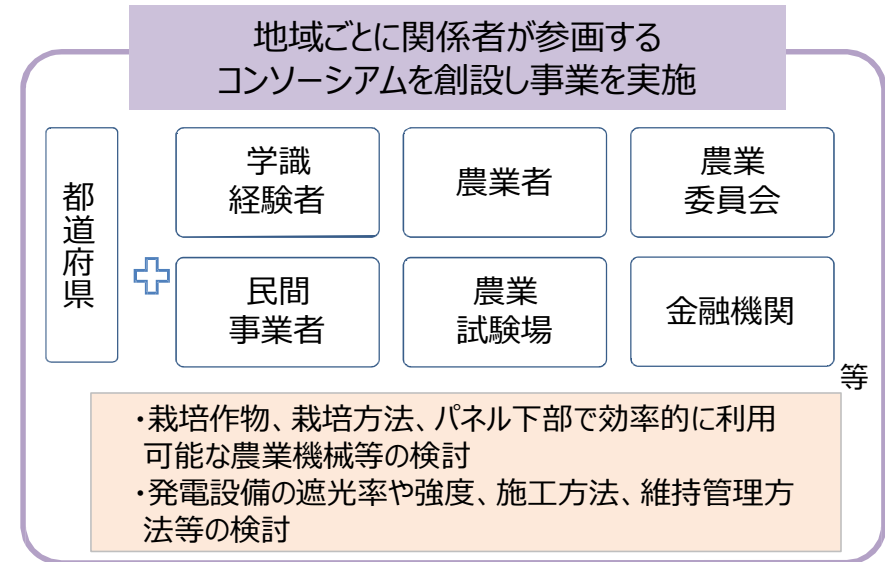 地域ごとに関係者が参画する
コンソーシアムを創設し事業を実施
都道府県
学識
経験者
農業者
農業
委員会
民間
事業者
農業
試験場
金融機関
等
・栽培作物、栽培方法、パネル下部で効率的に利用
可能な農業機械等の検討
・発電設備の遮光率や強度、施工方法、維持管理方
法等の検討